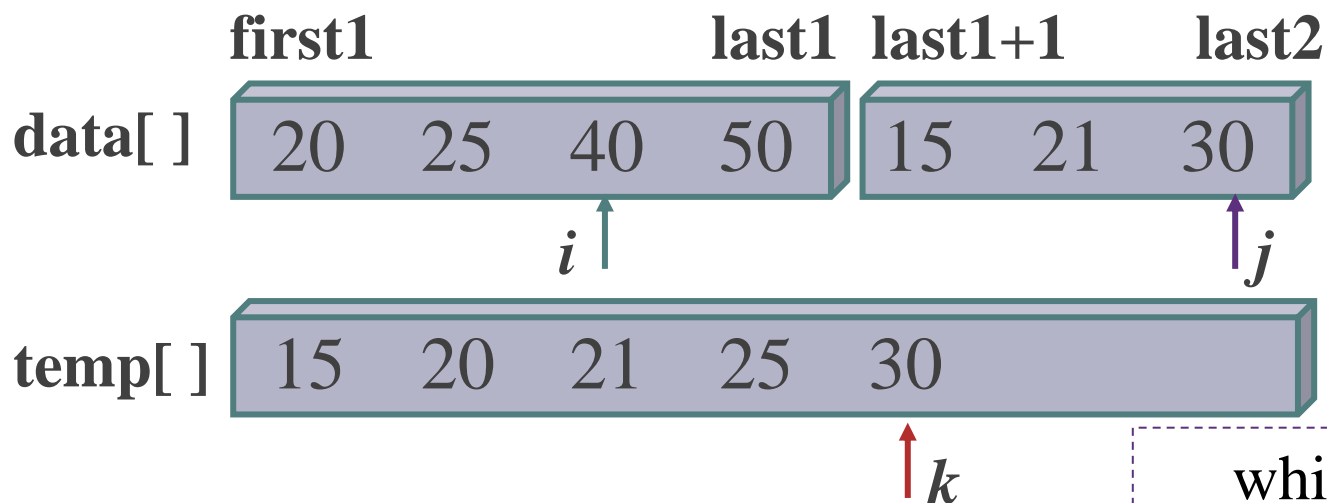 first1 last1 last1+1 last2
data[ ] 20 25 40 50 15 21 30
i j
temp[ ] 15 20 21 25 30
k